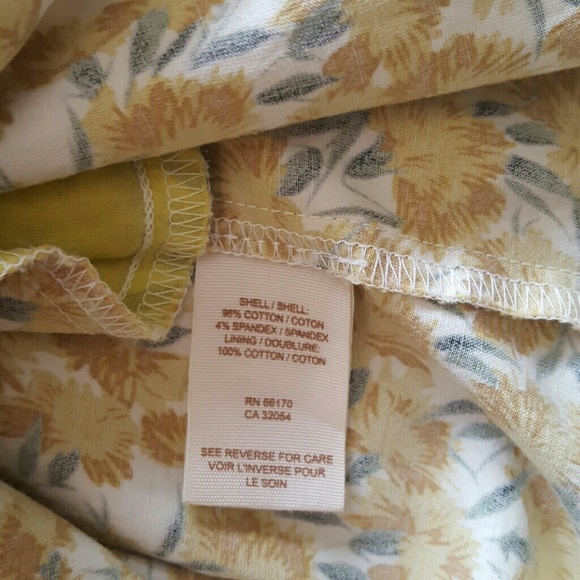 SHELL / SHELL:
96% COTTON / COTON
4% SPANDEX / SPANDEX
LINING / DOUBLURE:
100% COTTON / COTON
RN 66170
CA 32054
SEE REVERSE FOR CARE
VOIR L'INVERSE POUR
LE SOIN